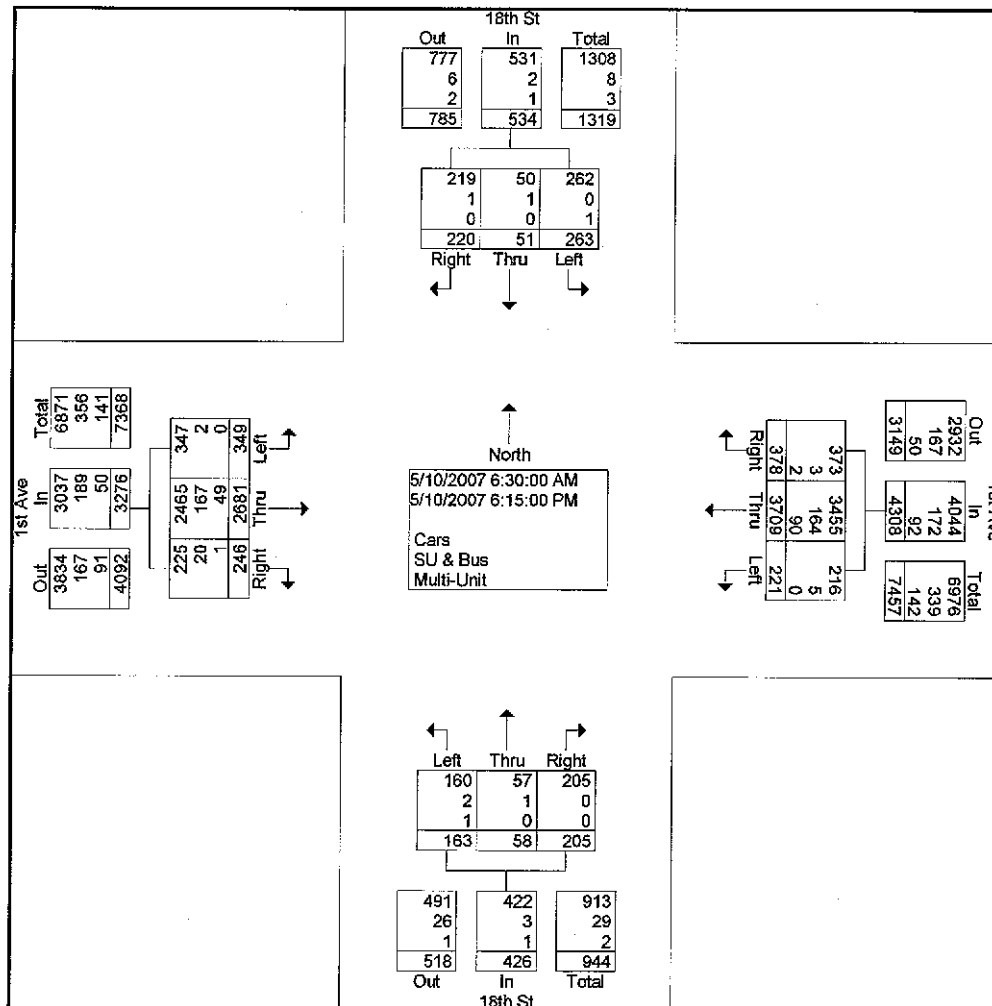 18th St
Out In Total
777 531 1308
6 2 8
2 1 3
785 534 1319
219 50 262
1 1 0
0 0 1
220 51 263
Right Thru Left
1st Ave
Total In Out
6871 3037 3834
356 189 167
141 50 91
7368 3276 4092
347 2465 225
2 167 20
0 49 1
349 2681 246
Left Thru Right
North
5/10/2007 6:30:00 AM
5/10/2007 6:15:00 PM
Cars
SU & Bus
Multi-Unit
Right Thru Left
378 3709 221
2 90 0
3 164 5
373 3455 216
Out In Total
2932 4044 6976
167 172 339
50 92 142
3149 4308 7457
Left Thru Right
160 57 205
2 1 0
1 0 0
163 58 205
491 422 913
26 3 29
1 1 2
518 426 944
Out In Total
18th St